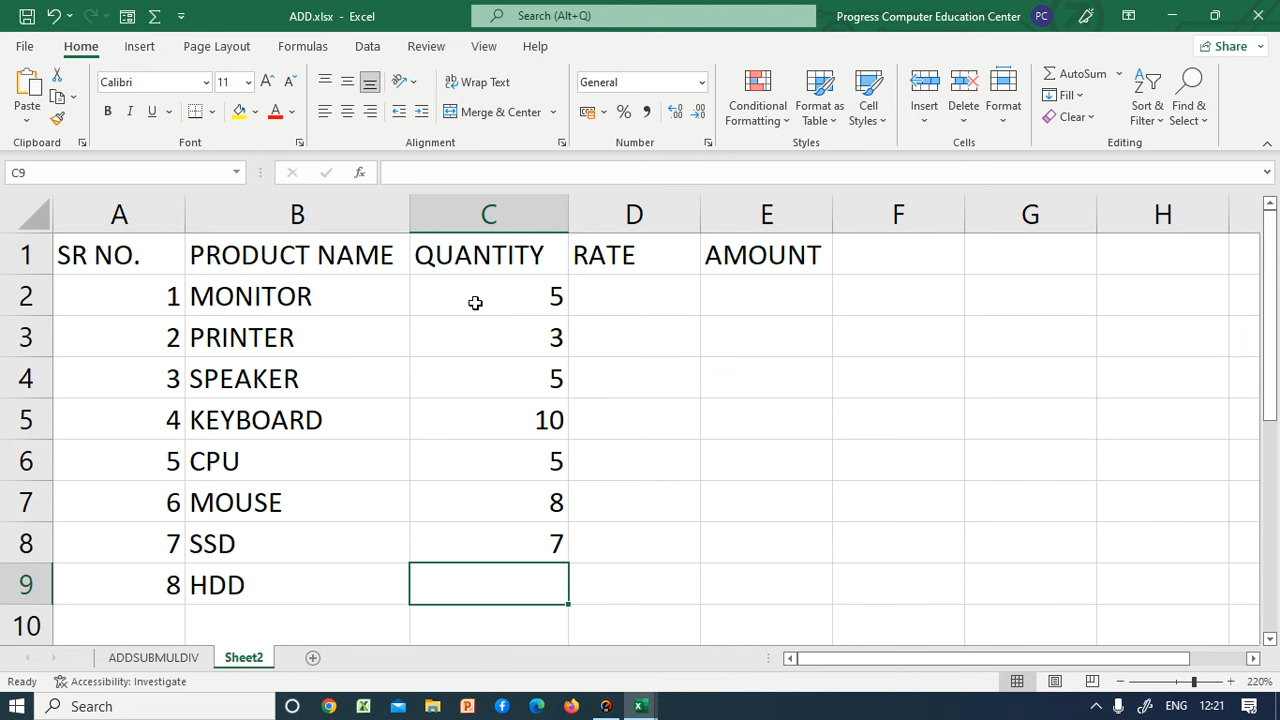 ADD.xlsx - Excel
Search (Alt+Q)
Progress Computer Education Center PC
File Home Insert Page Layout Formulas Data Review View Help Share
Paste
Clipboard
Calibri 11
B I U
Font
Wrap Text
Merge & Center
Alignment
General
Number
Conditional Formatting
Format as Table
Cell Styles
Styles
Insert Delete Format
Cells
AutoSum
Fill
Clear
Sort & Filter
Find & Select
Editing
C9 fx
A B C D E F G H
1 SR NO. PRODUCT NAME QUANTITY RATE AMOUNT
2 1 MONITOR 5
3 2 PRINTER 3
4 3 SPEAKER 5
5 4 KEYBOARD 10
6 5 CPU 5
7 6 MOUSE 8
8 7 SSD 7
9 8 HDD
10
ADDSUBMULDIV Sheet2
Ready Accessibility: Investigate 220%
Search ENG 12:21